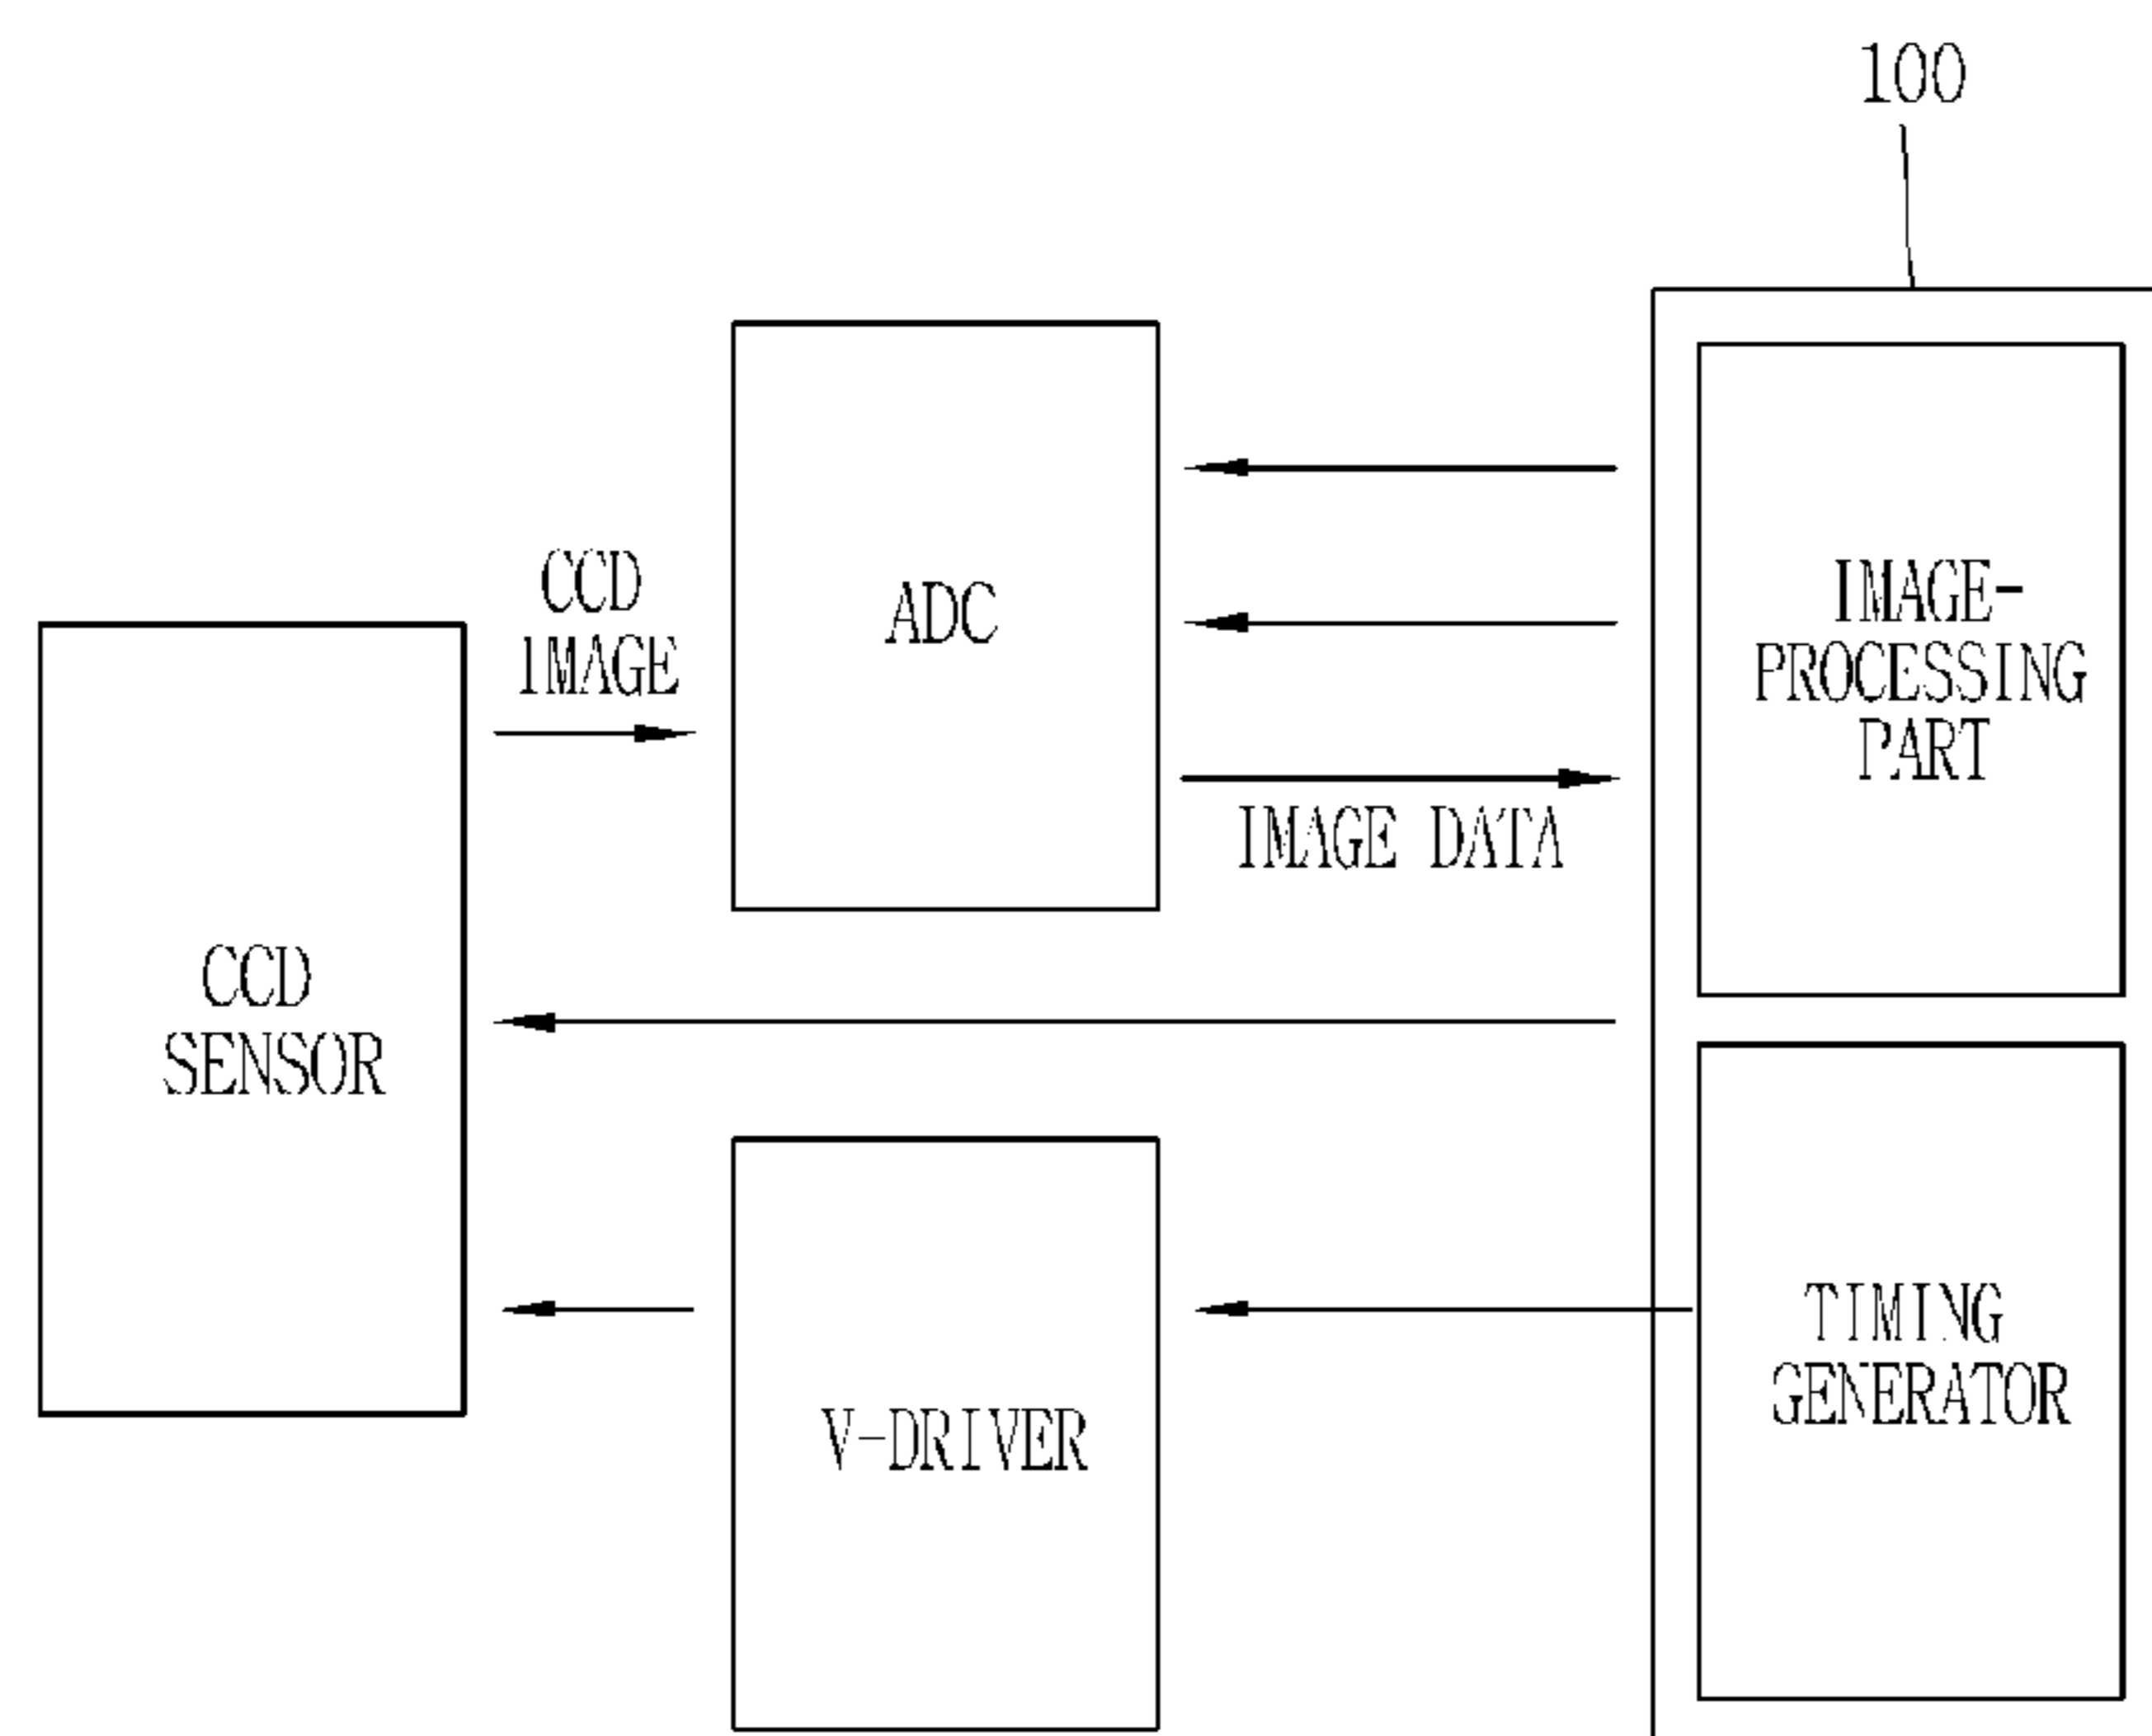 100
CCD
IMAGE
ADC
IMAGE-
PROCESSING
PART
IMAGE DATA
CCD
SENSOR
V-DRIVER
TIMING
GENERATOR